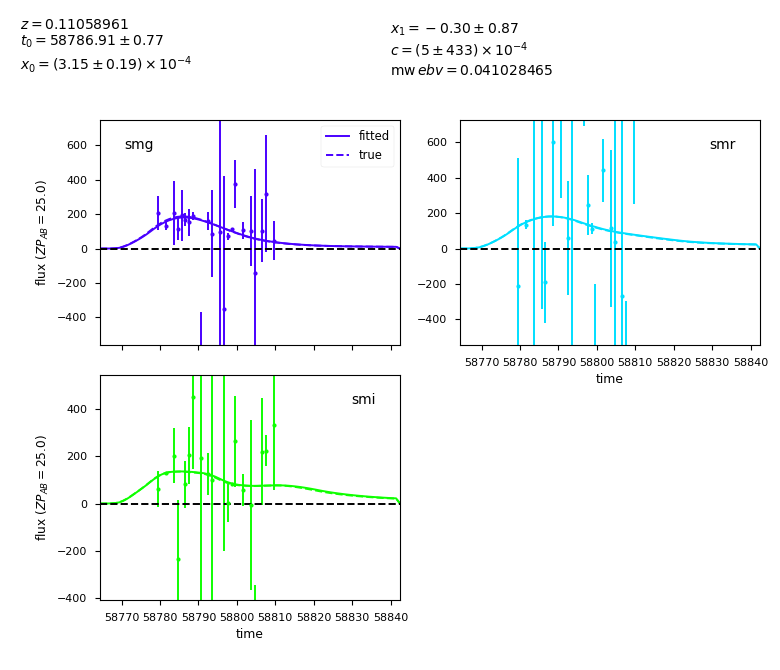 z = 0.11058961
t₀ = 58786.91 ± 0.77
x₀ = (3.15 ± 0.19) × 10⁻⁴
x₁ = −0.30 ± 0.87
c = (5 ± 433) × 10⁻⁴
mw ebv = 0.041028465
smg
fitted
true
600
400
200
0
−200
−400
flux (ZP_AB = 25.0)
smr
600
400
200
0
−200
−400
58770 58780 58790 58800 58810 58820 58830 58840
time
smi
400
200
0
−200
−400
flux (ZP_AB = 25.0)
58770 58780 58790 58800 58810 58820 58830 58840
time